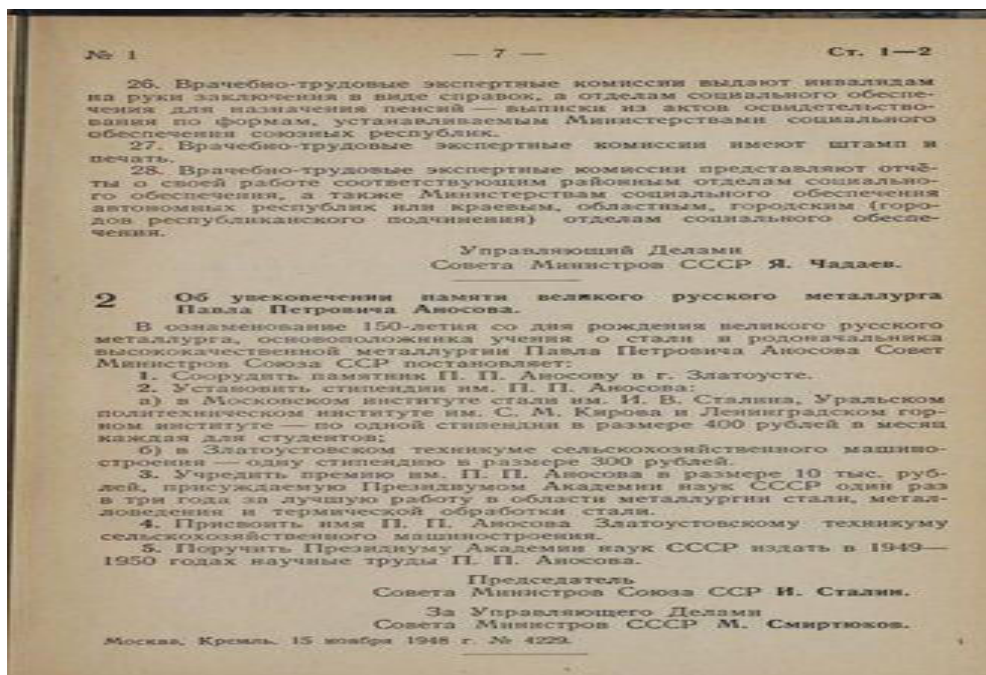 № 1
— 7 —
Ст. 1—2
26. Врачебно-трудовые экспертные комиссии выдают инвалидам
на руки заключения в виде справок, а отделам социального обеспе-
чения для назначения пенсий — выписки из актов освидетельство-
вания по формам, устанавливаемым Министерствами социального
обеспечения союзных республик.
27. Врачебно-трудовые экспертные комиссии имеют штамп и
печать.
28. Врачебно-трудовые экспертные комиссии представляют отчё-
ты о своей работе соответствующим районным отделам социально-
го обеспечения, а также Министерствам социального обеспечения
автономных республик или краевым, областным, городским (горо-
дов республиканского подчинения) отделам социального обеспе-
чения.
Управляющий Делами
Совета Министров СССР Я. Чадаев.
2 Об увековечении памяти великого русского металлурга
Павла Петровича Аносова.
В ознаменование 150-летия со дня рождения великого русского
металлурга, основоположника учения о стали и родоначальника
высококачественной металлургии Павла Петровича Аносова Совет
Министров Союза ССР постановляет:
1. Соорудить памятник П. П. Аносову в г. Златоусте.
2. Установить стипендии им. П. П. Аносова:
а) в Московском институте стали им. И. В. Сталина, Уральском
политехническом институте им. С. М. Кирова и Ленинградском гор-
ном институте — по одной стипендии в размере 400 рублей в месяц
каждая для студентов;
б) в Златоустовском техникуме сельскохозяйственного машино-
строения — одну стипендию в размере 300 рублей.
3. Учредить премию им. П. П. Аносова в размере 10 тыс. руб-
лей, присуждаемую Президиумом Академии наук СССР один раз
в три года за лучшую работу в области металлургии стали, метал-
ловедения и термической обработки стали.
4. Присвоить имя П. П. Аносова Златоустовскому техникуму
сельскохозяйственного машиностроения.
5. Поручить Президиуму Академии наук СССР издать в 1949—
1950 годах научные труды П. П. Аносова.
Председатель
Совета Министров Союза ССР И. Сталин.
За Управляющего Делами
Совета Министров СССР М. Смиртюков.
Москва, Кремль. 15 ноября 1948 г. № 4229.